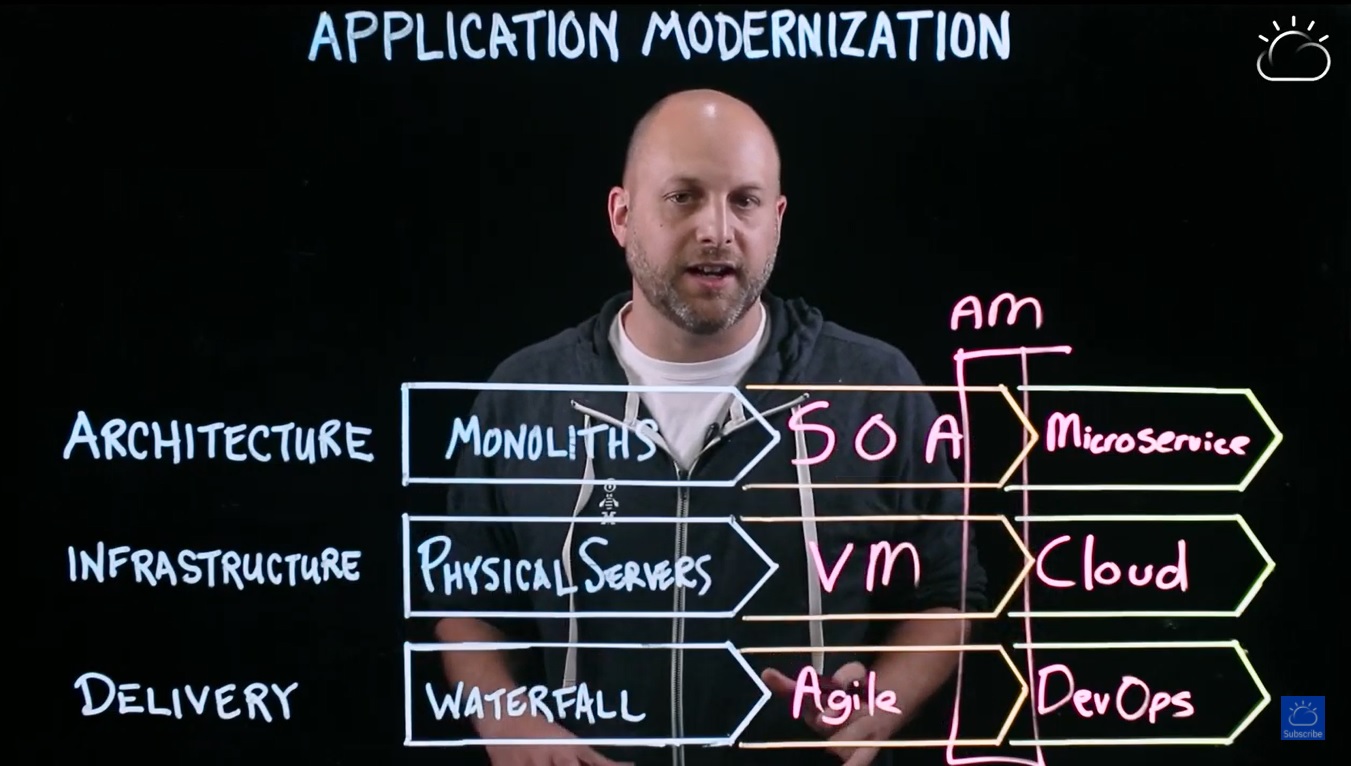 APPLICATION MODERNIZATION
AM
ARCHITECTURE MONOLITHS SOA Microservice
INFRASTRUCTURE PHYSICAL SERVERS VM Cloud
DELIVERY WATERFALL Agile DevOps
Subscribe